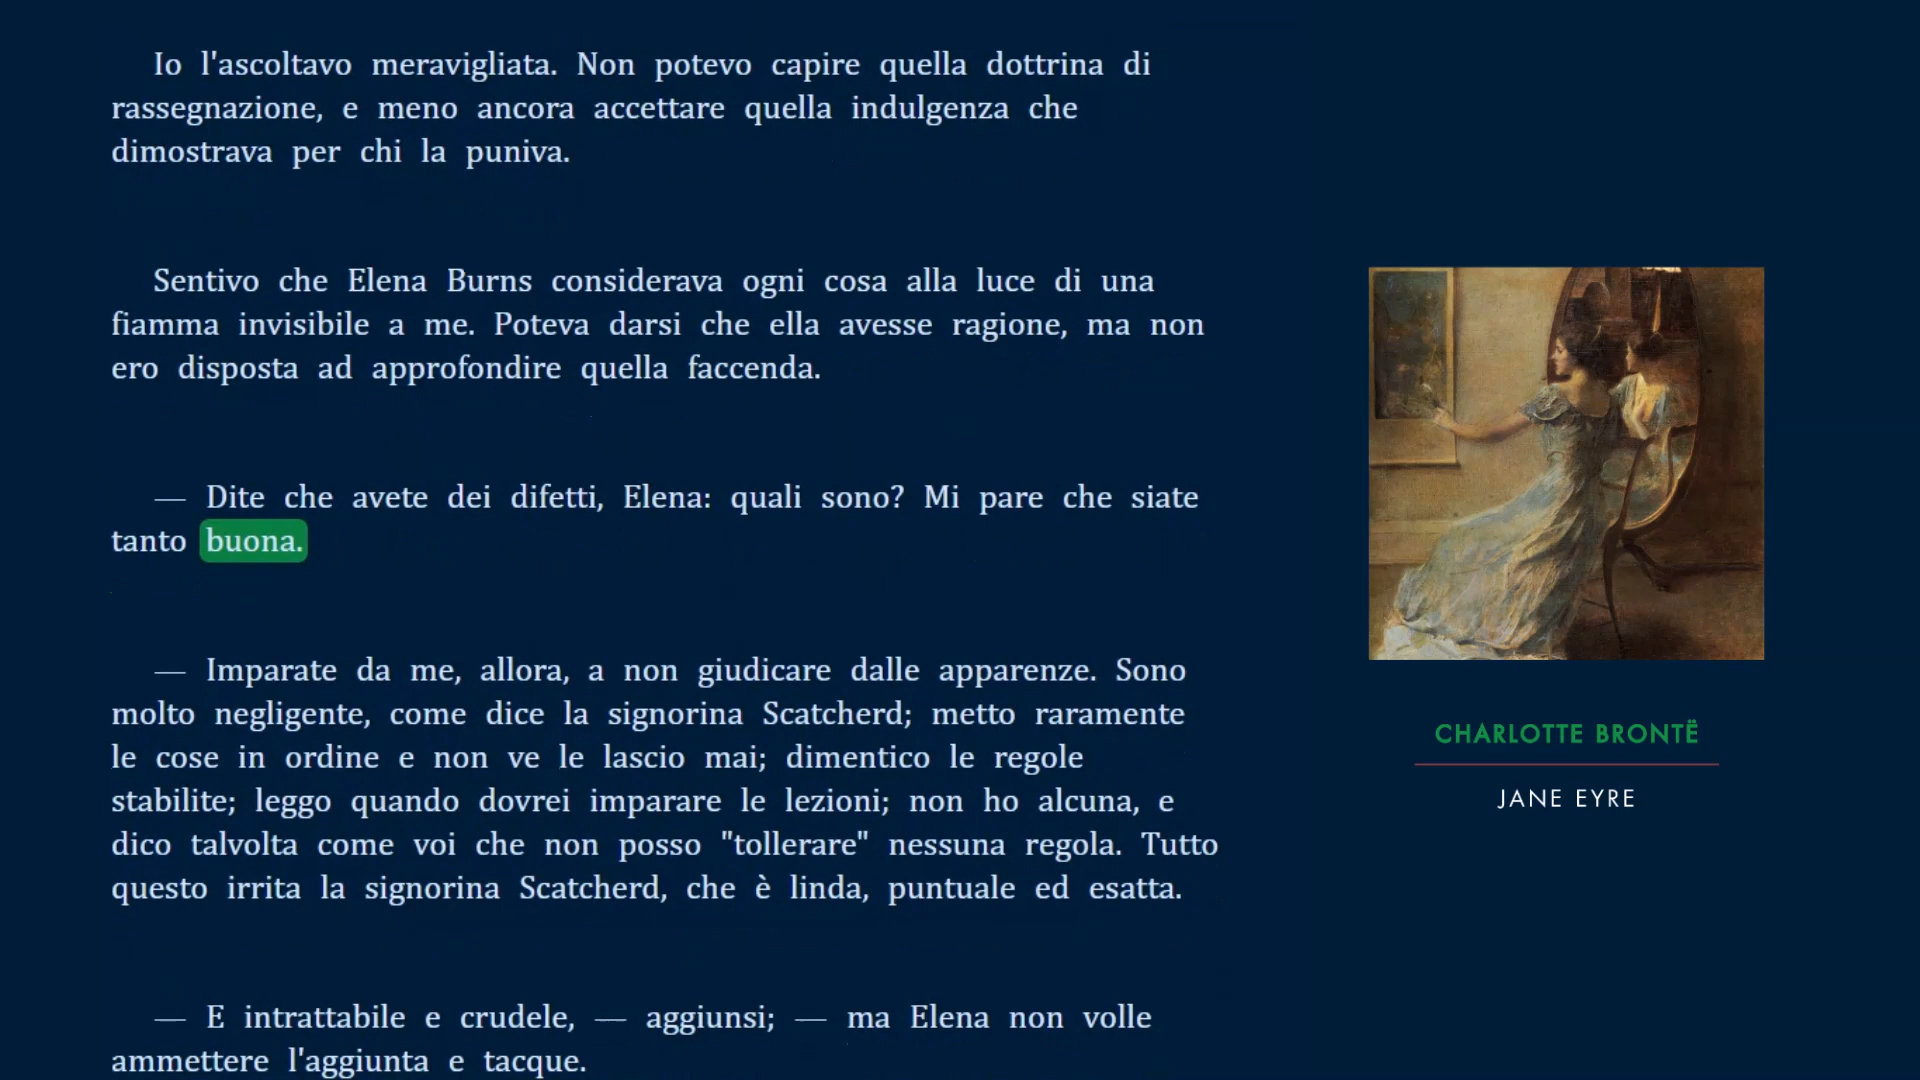 Io l'ascoltavo meravigliata. Non potevo capire quella dottrina di
rassegnazione, e meno ancora accettare quella indulgenza che
dimostrava per chi la puniva.
Sentivo che Elena Burns considerava ogni cosa alla luce di una
fiamma invisibile a me. Poteva darsi che ella avesse ragione, ma non
ero disposta ad approfondire quella faccenda.
— Dite che avete dei difetti, Elena: quali sono? Mi pare che siate
tanto buona.
— Imparate da me, allora, a non giudicare dalle apparenze. Sono
molto negligente, come dice la signorina Scatcherd; metto raramente
le cose in ordine e non ve le lascio mai; dimentico le regole
stabilite; leggo quando dovrei imparare le lezioni; non ho alcuna, e
dico talvolta come voi che non posso "tollerare" nessuna regola. Tutto
questo irrita la signorina Scatcherd, che è linda, puntuale ed esatta.
— E intrattabile e crudele, — aggiunsi; — ma Elena non volle
ammettere l'aggiunta e tacque.
CHARLOTTE BRONTË
JANE EYRE